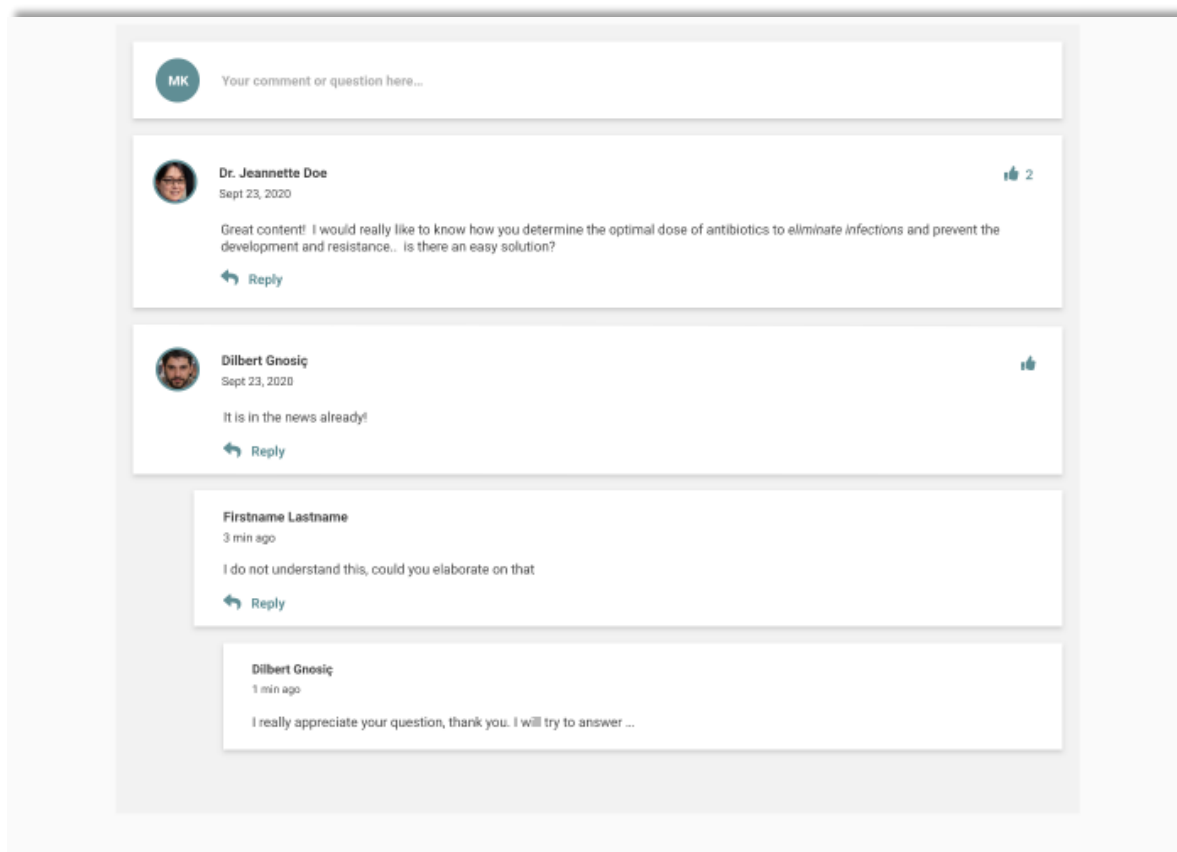 MK
Your comment or question here...
Dr. Jeannette Doe
2
Sept 23, 2020
Great content! I would really like to know how you determine the optimal dose of antibiotics to eliminate infections and prevent the
development and resistance.. is there an easy solution?
Reply
Dilbert Gnosiç
Sept 23, 2020
It is in the news already!
Reply
Firstname Lastname
3 min ago
I do not understand this, could you elaborate on that
Reply
Dilbert Gnosiç
1 min ago
I really appreciate your question, thank you. I will try to answer ...